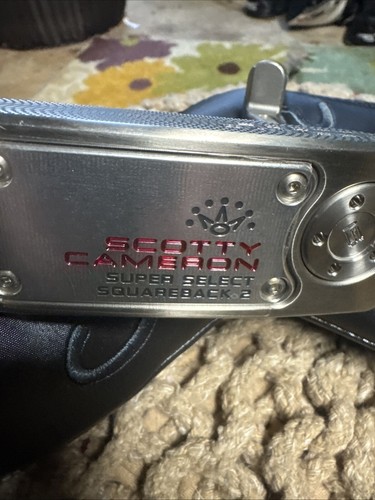 SCOTTY
CAMERON
SUPER SELECT
SQUAREBACK 2